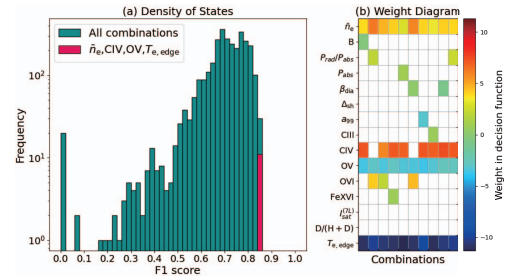 (a) Density of States
All combinations
n̄e,CIV,OV,Te,edge
10²
10¹
10⁰
Frequency
0.0 0.1 0.2 0.3 0.4 0.5 0.6 0.7 0.8 0.9 1.0
F1 score
(b) Weight Diagram
n̄e
B
Prad/Pabs
Pabs
βdia
Δsh
a99
CIII
CIV
OV
OVI
FeXVI
D/(H + D)
Te,edge
Combinations
10
5
0
−5
−10
Weight in decision function